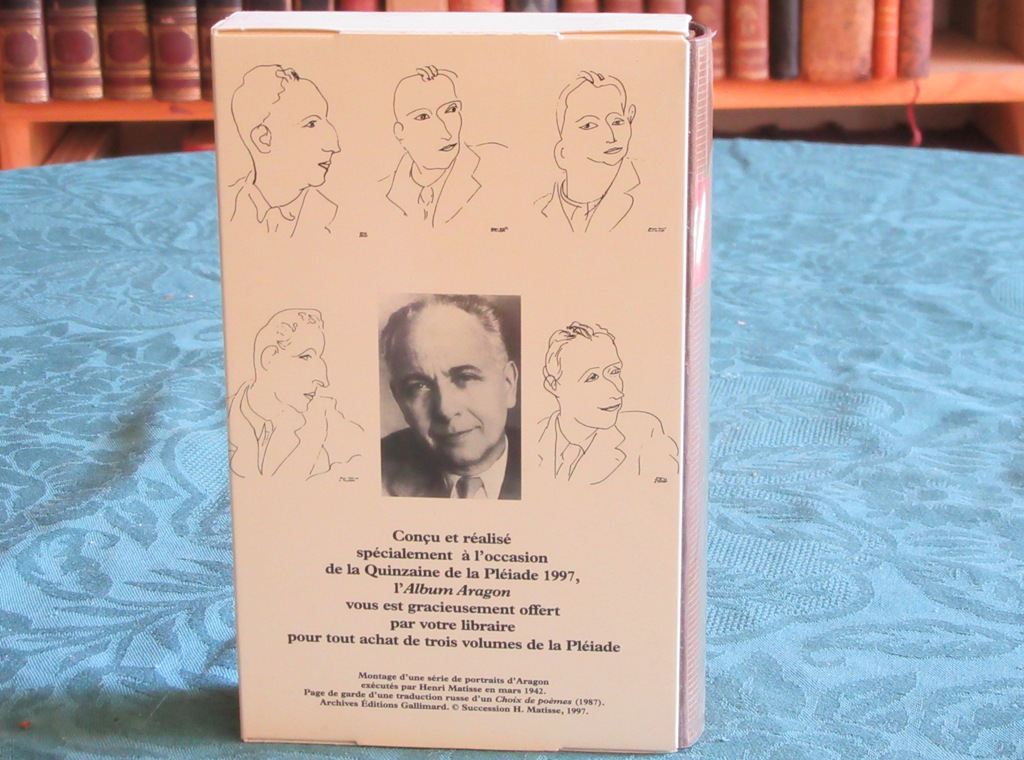 Conçu et réalisé
spécialement à l'occasion
de la Quinzaine de la Pléiade 1997,
l'Album Aragon
vous est gracieusement offert
par votre libraire
pour tout achat de trois volumes de la Pléiade
Montage d'une série de portraits d'Aragon
exécutés par Henri Matisse en mars 1942.
Page de garde d'une traduction russe d'un Choix de poèmes (1987).
Archives Éditions Gallimard. © Succession H. Matisse, 1997.